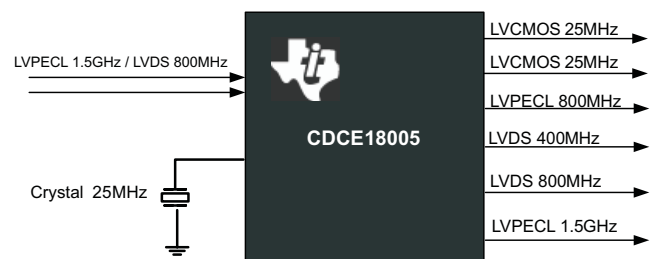 LVPECL 1.5GHz / LVDS 800MHz
Crystal 25MHz
ti
CDCE18005
LVCMOS 25MHz
LVCMOS 25MHz
LVPECL 800MHz
LVDS 400MHz
LVDS 800MHz
LVPECL 1.5GHz